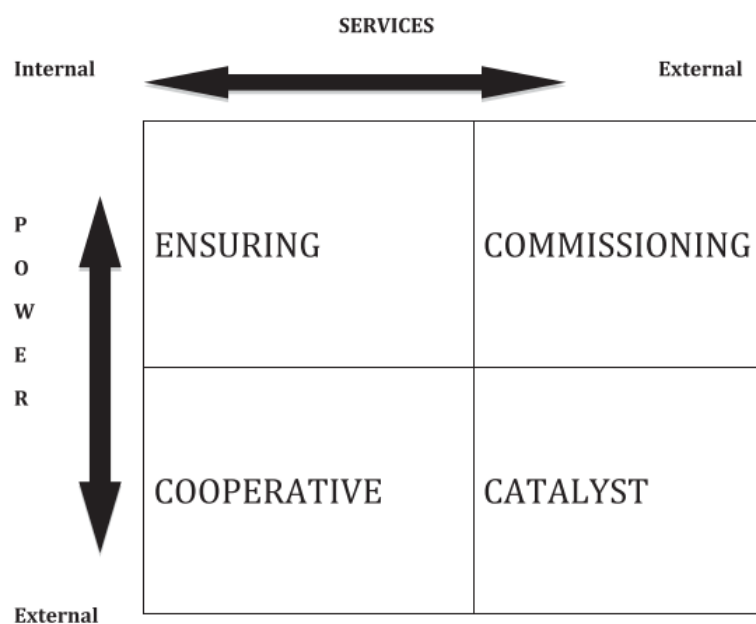 SERVICES
Internal External
P
O
W
E
R
ENSURING COMMISSIONING
COOPERATIVE CATALYST
External